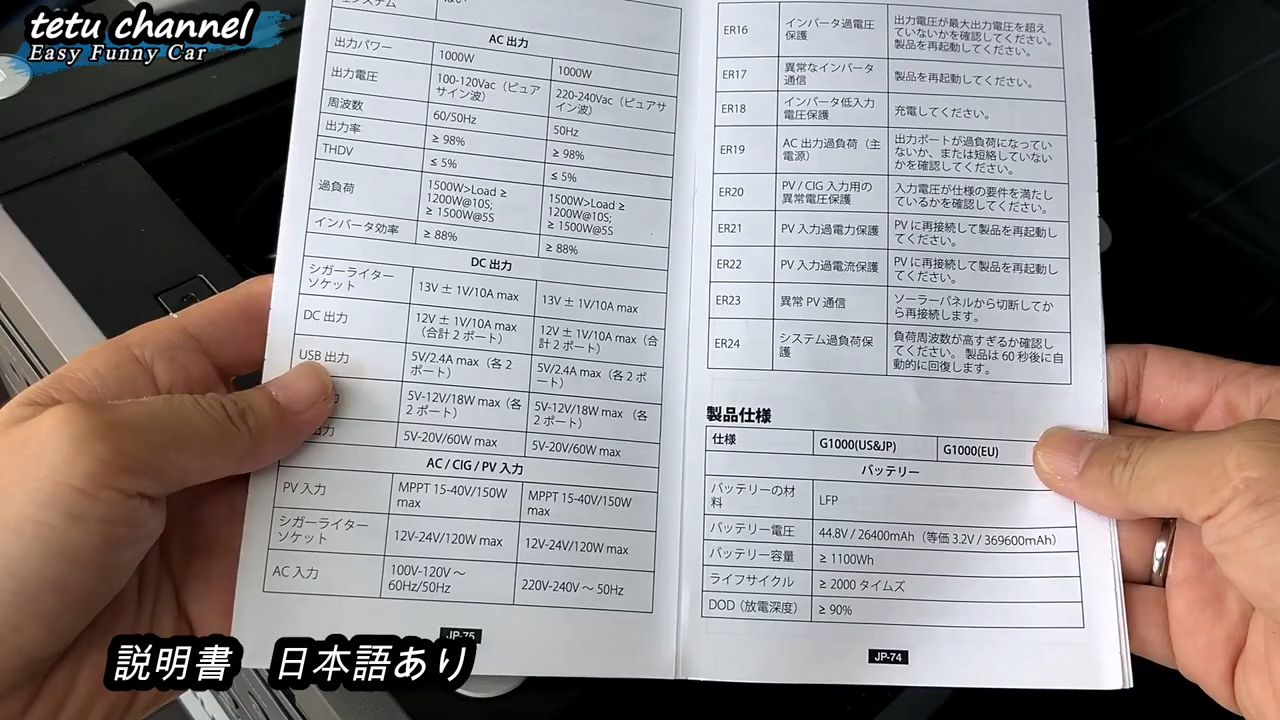 tetu channel
Easy Funny Car
AC 出力
出力パワー
1000W
1000W
出力電圧
100-120Vac（ピュア
サイン波）
220-240Vac（ピュアサ
イン波）
周波数
60/50Hz
50Hz
出力率
≥ 98%
≥ 98%
THDV
≤ 5%
≤ 5%
過負荷
1500W>Load ≥
1200W@10S;
≥ 1500W@5S
1500W>Load ≥
1200W@10S;
≥ 1500W@5S
インバータ効率
≥ 88%
≥ 88%
DC 出力
シガーライター
ソケット
13V ± 1V/10A max
13V ± 1V/10A max
DC 出力
12V ± 1V/10A max
（合計 2 ポート）
12V ± 1V/10A max（合
計 2 ポート）
USB 出力
5V/2.4A max（各 2
ポート）
5V/2.4A max（各 2 ポ
ート）
5V-12V/18W max（各
2 ポート）
5V-12V/18W max（各
2 ポート）
出力
5V-20V/60W max
5V-20V/60W max
AC / CIG / PV 入力
PV 入力
MPPT 15-40V/150W
max
MPPT 15-40V/150W
max
シガーライター
ソケット
12V-24V/120W max
12V-24V/120W max
AC 入力
100V-120V ～
60Hz/50Hz
220V-240V ～ 50Hz
JP-75
ER16
インバータ過電圧
保護
出力電圧が最大出力電圧を超え
ていないかを確認してください。
製品を再起動してください。
ER17
異常なインバータ
通信
製品を再起動してください。
ER18
インバータ低入力
電圧保護
充電してください。
ER19
AC 出力過負荷（主
電源）
出力ポートが過負荷になってい
ないか、または短絡していない
かを確認してください。
ER20
PV / CIG 入力用の
異常電圧保護
入力電圧が仕様の要件を満たし
ているかを確認してください。
ER21
PV 入力過電力保護
PV に再接続して製品を再起動し
てください。
ER22
PV 入力過電流保護
PV に再接続して製品を再起動し
てください。
ER23
異常 PV 通信
ソーラーパネルから切断してか
ら再接続します。
ER24
システム過負荷保
護
負荷周波数が高すぎるか確認し
てください。 製品は 60 秒後に自
動的に回復します。
製品仕様
仕様
G1000(US&JP)
G1000(EU)
バッテリー
バッテリーの材
料
LFP
バッテリー電圧
44.8V / 26400mAh（等価 3.2V / 369600mAh）
バッテリー容量
≥ 1100Wh
ライフサイクル
≥ 2000 タイムズ
DOD（放電深度）
≥ 90%
JP-74
説明書　日本語あり